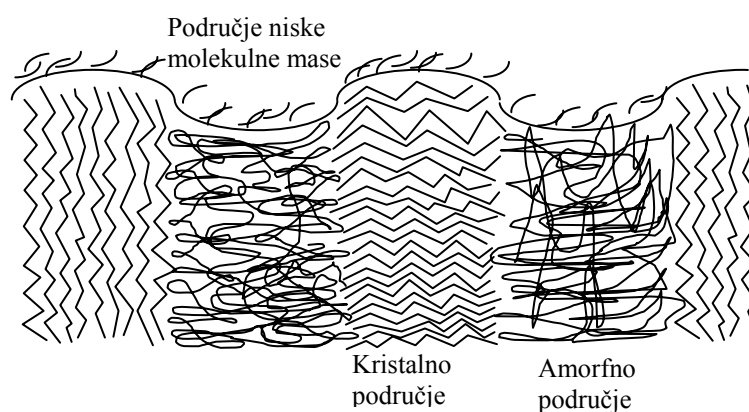 Područje niske
molekulne mase
Kristalno
područje
Amorfno
područje